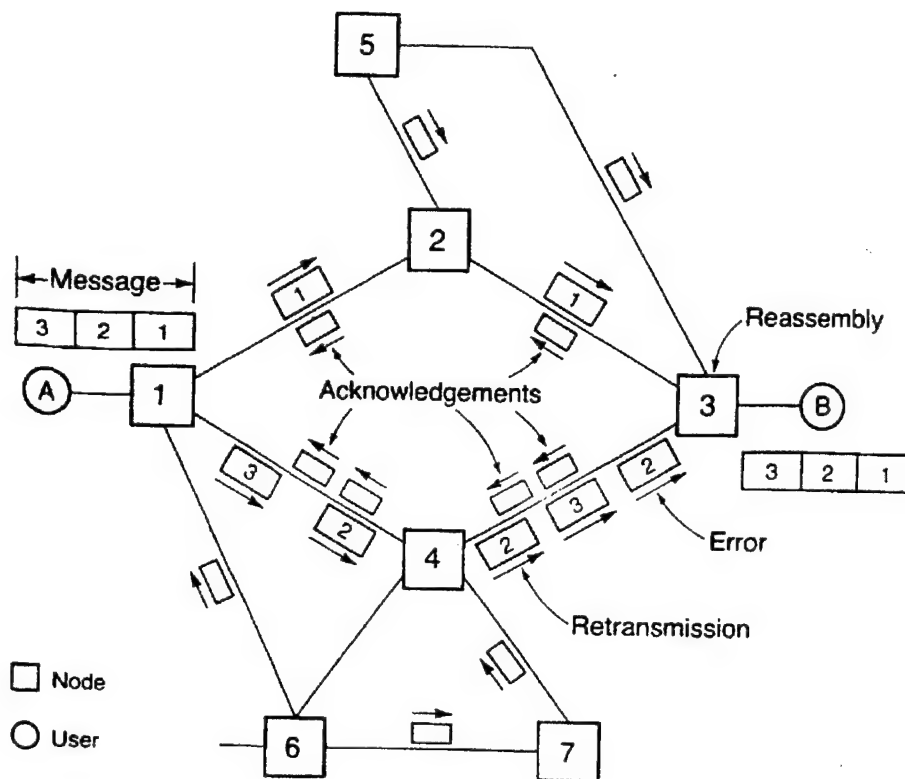 5
2
Message
3 2 1
1
1
Reassembly
A
1
Acknowledgements
3
B
3
2
3
2
3 2 1
2
4
Error
Retransmission
Node
User
6
7